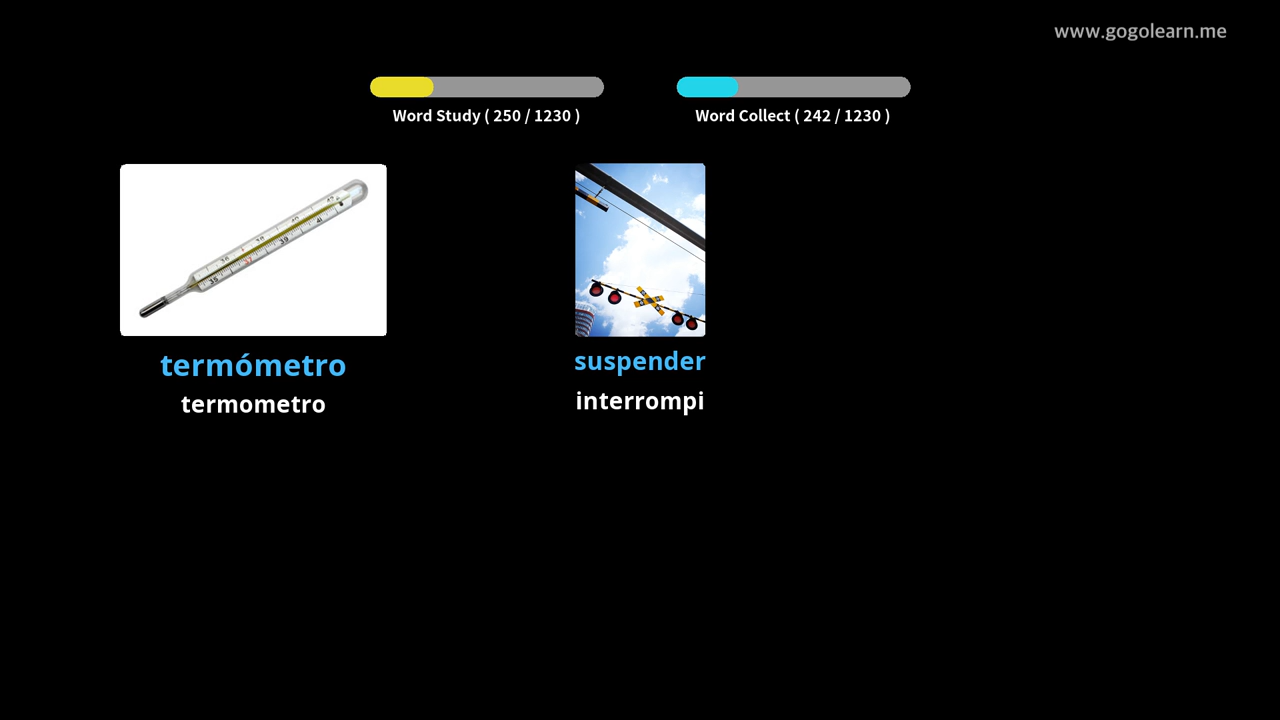 www.gogolearn.me
Word Study ( 250 / 1230 )
Word Collect ( 242 / 1230 )
termómetro
termometro
suspender
interrompi